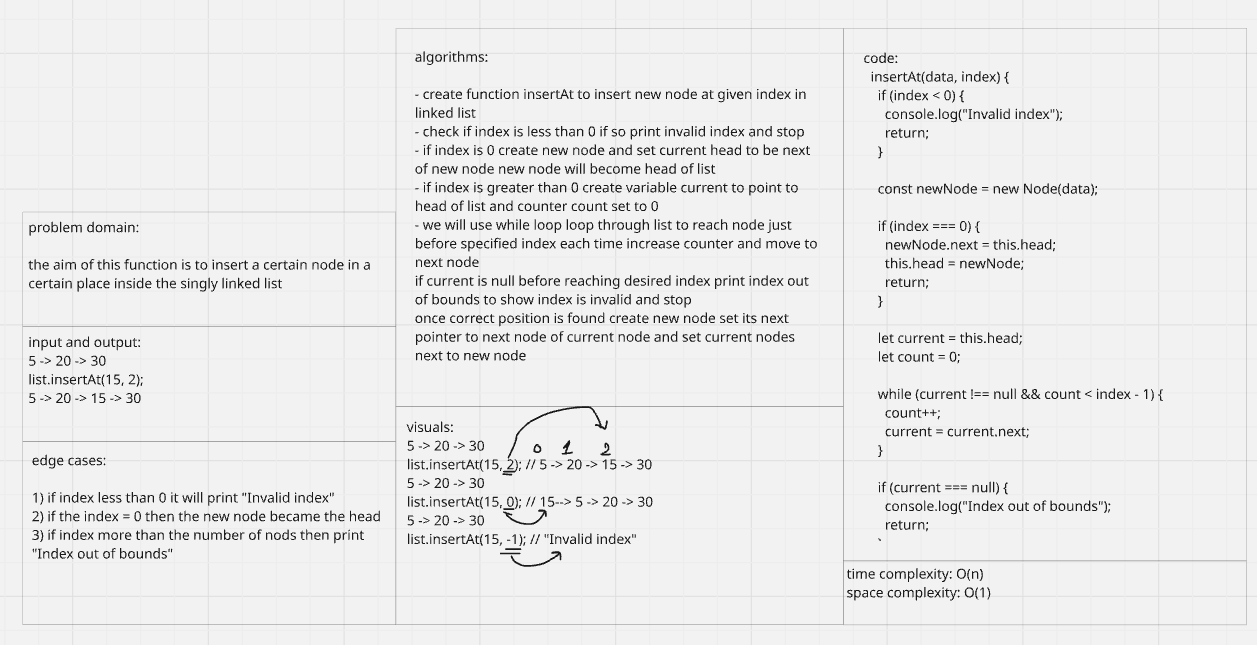 problem domain:
the aim of this function is to insert a certain node in a
certain place inside the singly linked list
input and output:
5 -> 20 -> 30
list.insertAt(15, 2);
5 -> 20 -> 15 -> 30
edge cases:
1) if index less than 0 it will print "Invalid index"
2) if the index = 0 then the new node became the head
3) if index more than the number of nods then print
"Index out of bounds"
algorithms:
- create function insertAt to insert new node at given index in
linked list
- check if index is less than 0 if so print invalid index and stop
- if index is 0 create new node and set current head to be next
of new node new node will become head of list
- if index is greater than 0 create variable current to point to
head of list and counter count set to 0
- we will use while loop loop through list to reach node just
before specified index each time increase counter and move to
next node
if current is null before reaching desired index print index out
of bounds to show index is invalid and stop
once correct position is found create new node set its next
pointer to next node of current node and set current nodes
next to new node
visuals:
5 -> 20 -> 30
0 1 2
list.insertAt(15, 2); // 5 -> 20 -> 15 -> 30
5 -> 20 -> 30
list.insertAt(15, 0); // 15--> 5 -> 20 -> 30
5 -> 20 -> 30
list.insertAt(15, -1); // "Invalid index"
code:
insertAt(data, index) {
if (index < 0) {
console.log("Invalid index");
return;
}
const newNode = new Node(data);
if (index === 0) {
newNode.next = this.head;
this.head = newNode;
return;
}
let current = this.head;
let count = 0;
while (current !== null && count < index - 1) {
count++;
current = current.next;
}
if (current === null) {
console.log("Index out of bounds");
return;
`
time complexity: O(n)
space complexity: O(1)